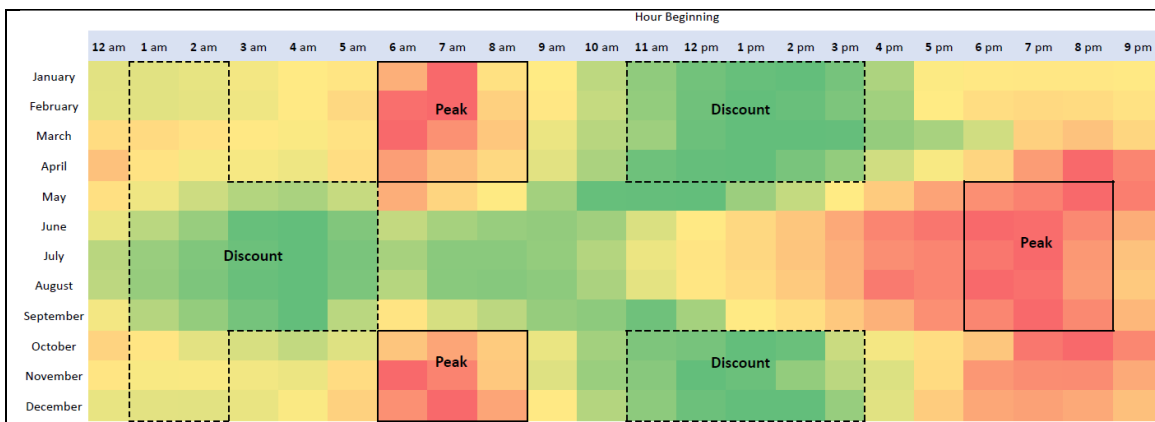 Hour Beginning
12 am 1 am 2 am 3 am 4 am 5 am 6 am 7 am 8 am 9 am 10 am 11 am 12 pm 1 pm 2 pm 3 pm 4 pm 5 pm 6 pm 7 pm 8 pm 9 pm
January
February Peak Discount
March
April
May
June
July Discount Peak
August
September
October
November Peak Discount
December